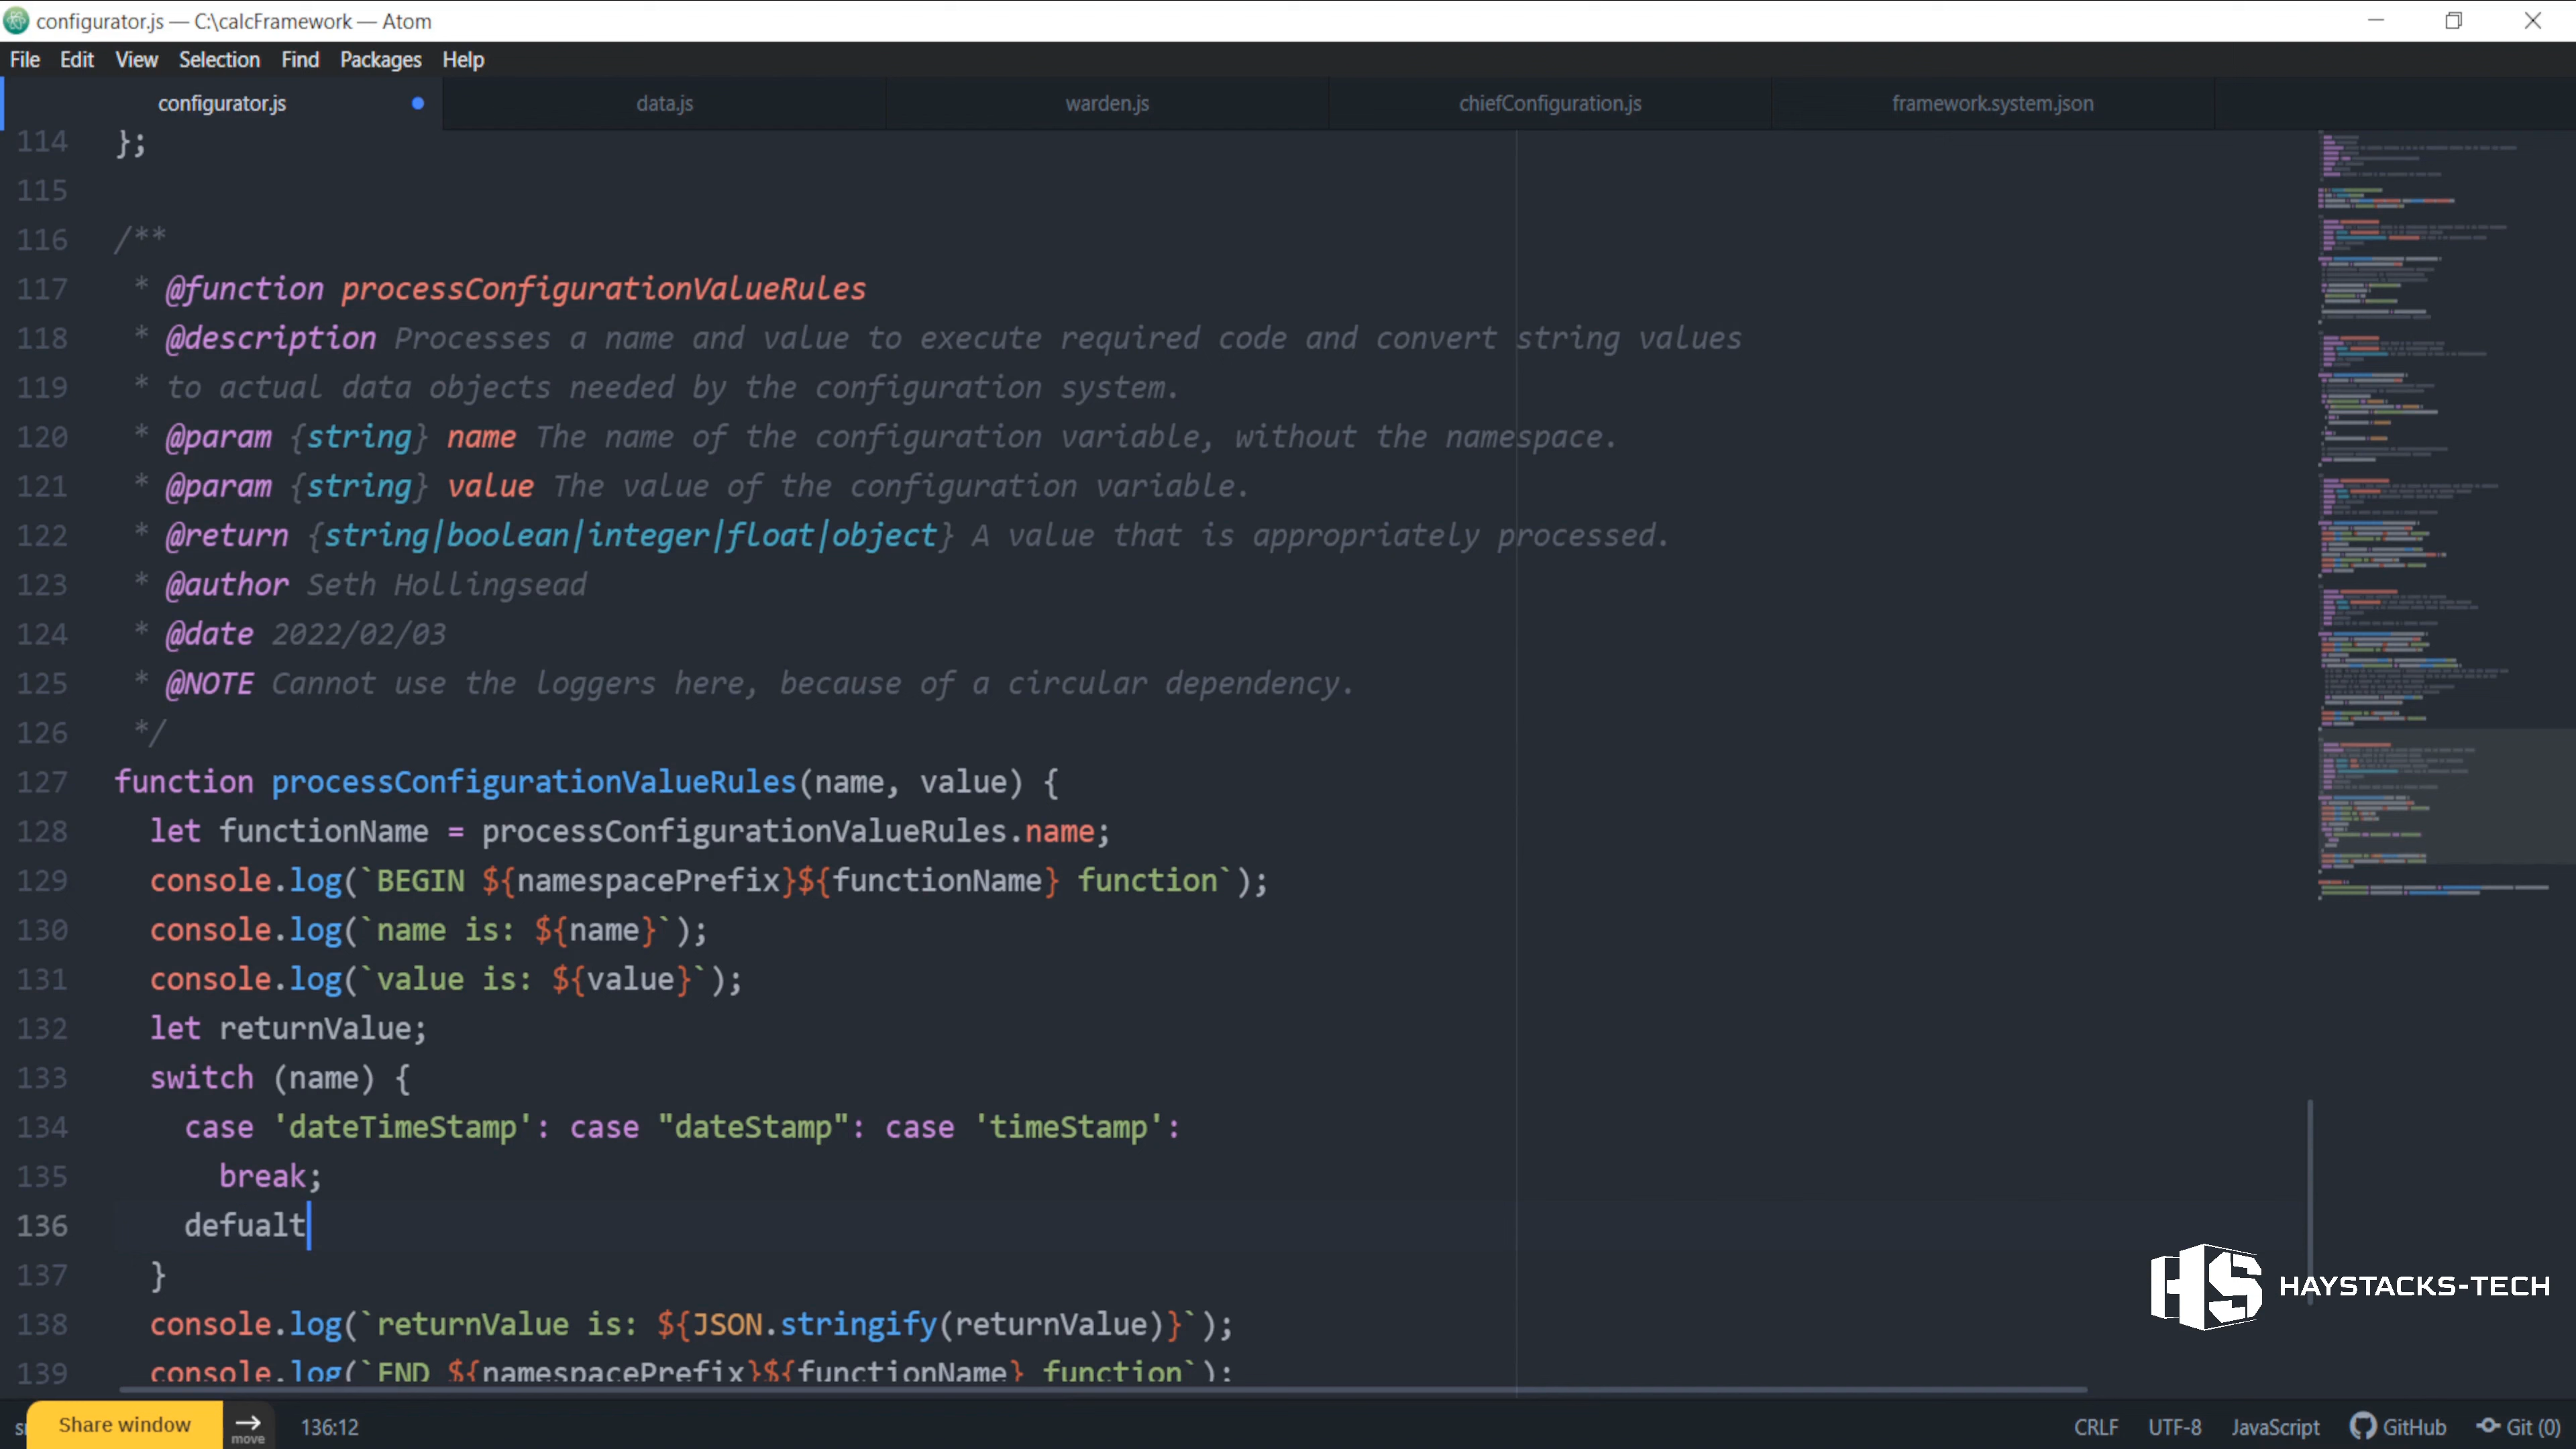 configurator.js — C:\calcFramework — Atom
File Edit View Selection Find Packages Help
configurator.js data.js warden.js chiefConfiguration.js framework.system.json
114 };
115
116 /**
117 * @function processConfigurationValueRules
118 * @description Processes a name and value to execute required code and convert string values
119 * to actual data objects needed by the configuration system.
120 * @param {string} name The name of the configuration variable, without the namespace.
121 * @param {string} value The value of the configuration variable.
122 * @return {string|boolean|integer|float|object} A value that is appropriately processed.
123 * @author Seth Hollingsead
124 * @date 2022/02/03
125 * @NOTE Cannot use the loggers here, because of a circular dependency.
126 */
127 function processConfigurationValueRules(name, value) {
128 let functionName = processConfigurationValueRules.name;
129 console.log(`BEGIN ${namespacePrefix}${functionName} function`);
130 console.log(`name is: ${name}`);
131 console.log(`value is: ${value}`);
132 let returnValue;
133 switch (name) {
134 case 'dateTimeStamp': case "dateStamp": case 'timeStamp':
135 break;
136 defualt
137 }
138 console.log(`returnValue is: ${JSON.stringify(returnValue)}`);
139 console.log(`END ${namespacePrefix}${functionName} function`);
HS HAYSTACKS-TECH
Share window → move 136:12 CRLF UTF-8 JavaScript GitHub Git (0)